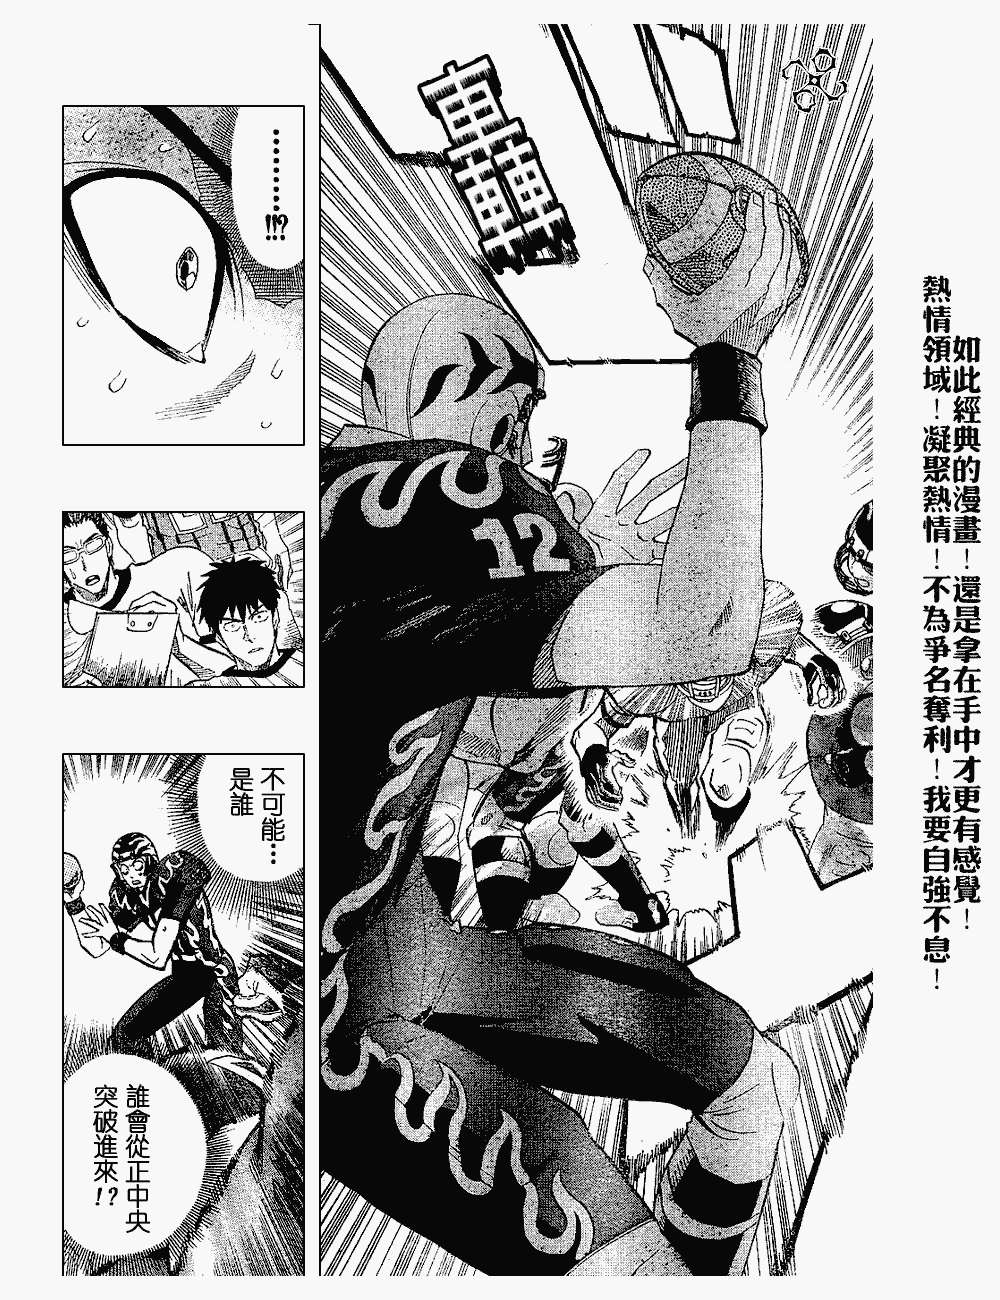 如此經典的漫畫！還是拿在手中才更有感覺！
熱情領域！凝聚熱情！不為爭名奪利！我要自強不息！
12
………!!?
不可能…
是誰
誰會從正中央
突破進來!?